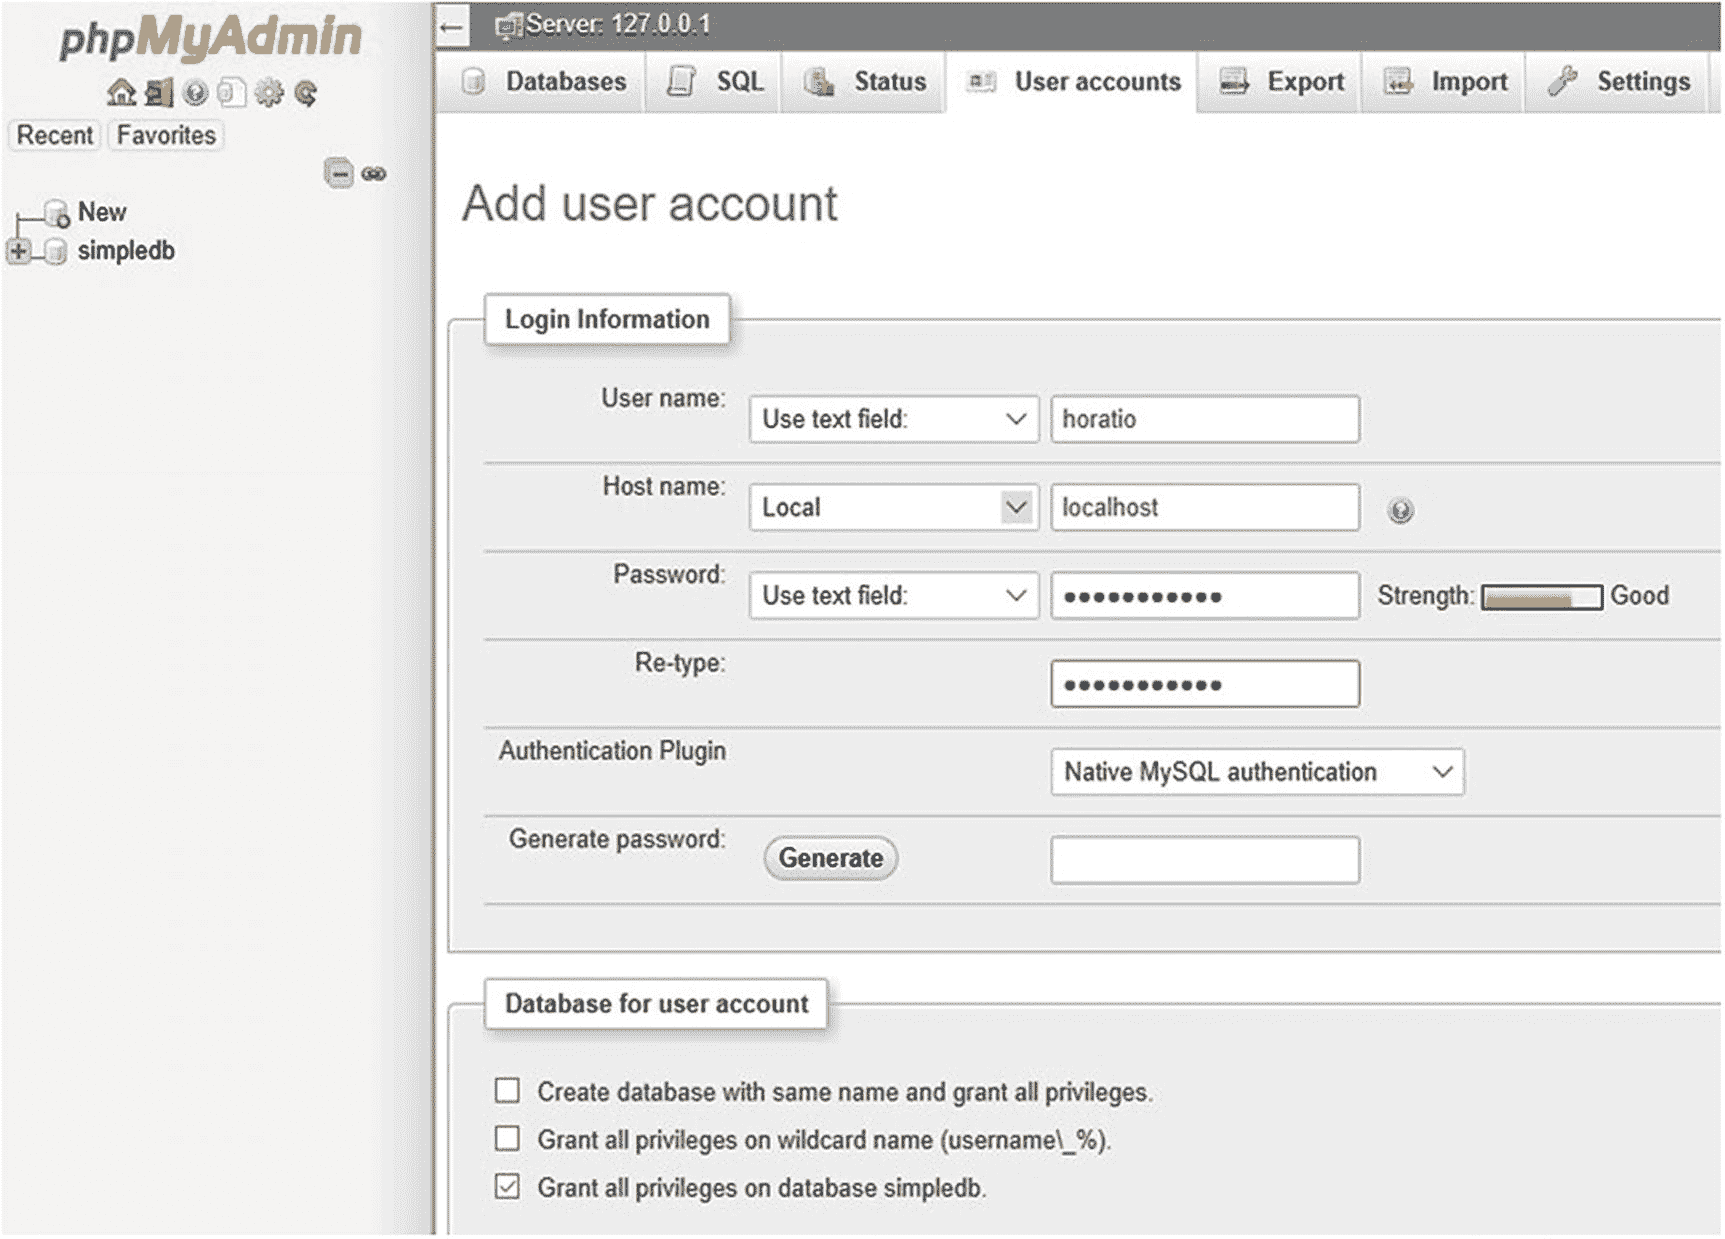 phpMyAdmin
Recent Favorites
New
simpledb
Server: 127.0.0.1
Databases SQL Status User accounts Export Import Settings
Add user account
Login Information
User name: Use text field: horatio
Host name: Local localhost
Password: Use text field: ●●●●●●●●●●● Strength: Good
Re-type: ●●●●●●●●●●●
Authentication Plugin Native MySQL authentication
Generate password: Generate
Database for user account
Create database with same name and grant all privileges.
Grant all privileges on wildcard name (username\_%).
Grant all privileges on database simpledb.